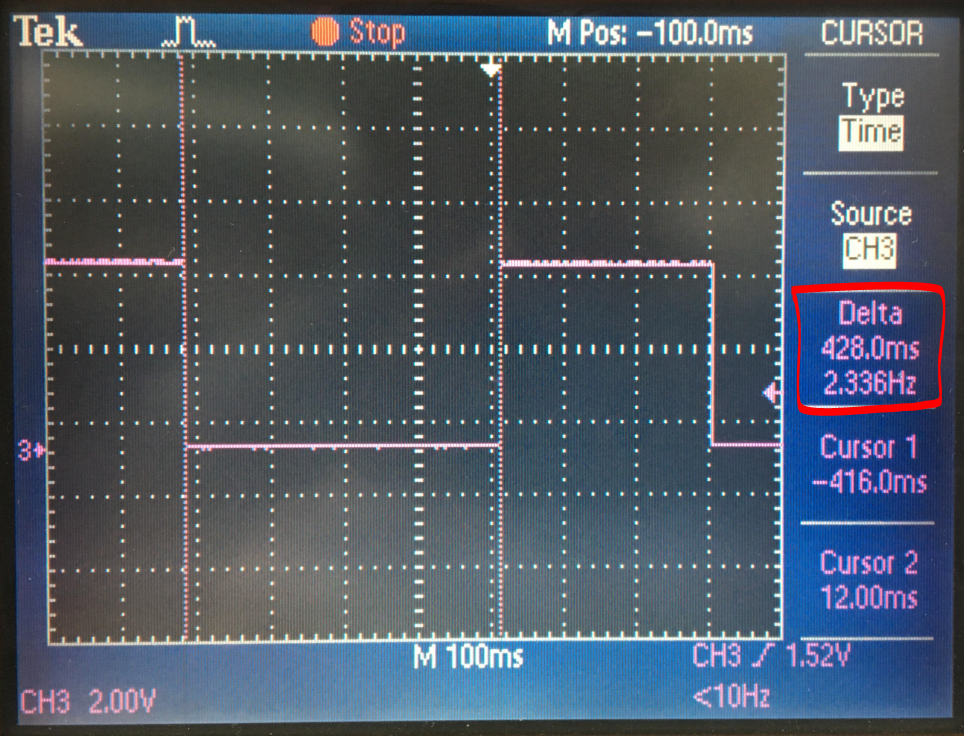 Tek Stop M Pos: -100.0ms CURSOR
Type
Time
Source
CH3
Delta
428.0ms
2.336Hz
3
Cursor 1
-416.0ms
Cursor 2
12.00ms
M 100ms CH3 1.52V
CH3 2.00V <10Hz